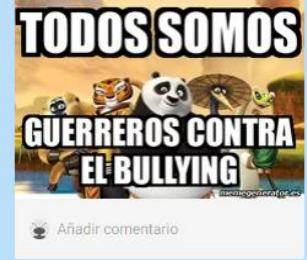 TODOS SOMOS
GUERREROS CONTRA
EL BULLYING
memegenerator.es
Añadir comentario